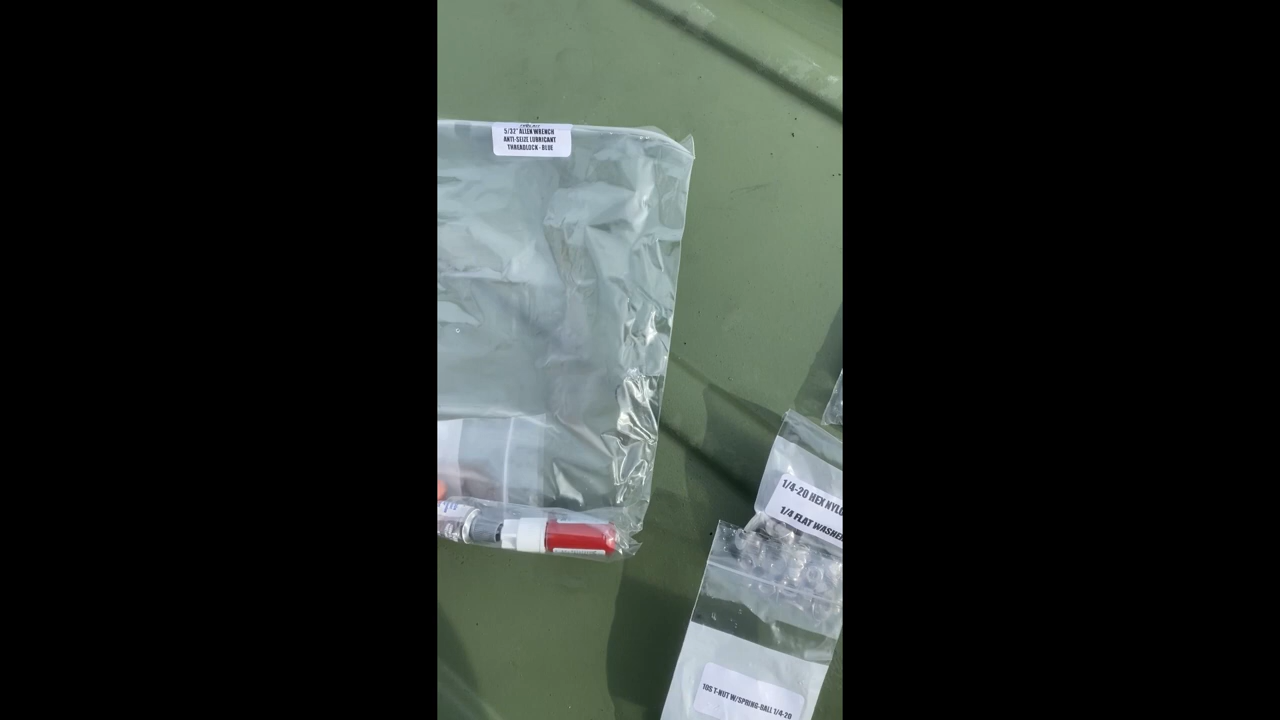 5/32" ALLEN WRENCH
ANTI-SEIZE LUBRICANT
THREADLOCK - BLUE
1/4-20 HEX NYLO
1/4 FLAT WASHER
10S T-NUT W/SPRING-BALL 1/4-20